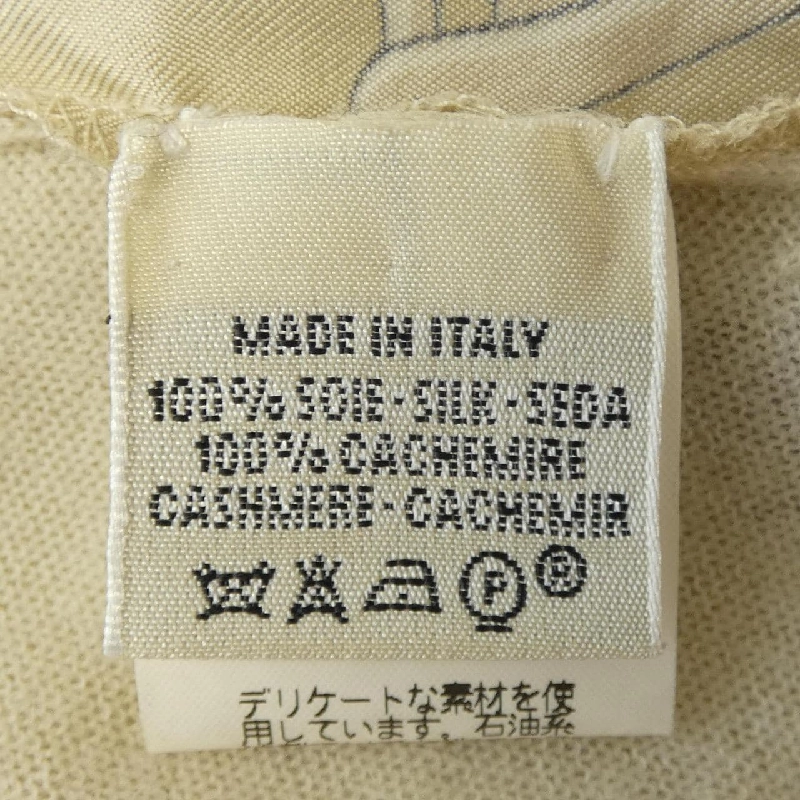 MADE IN ITALY
100% SOIE·SILK·SEDA
100% CACHEMIRE
CASHMERE·CACHEMIR
P ®
デリケートな素材を使
用しています。石油系